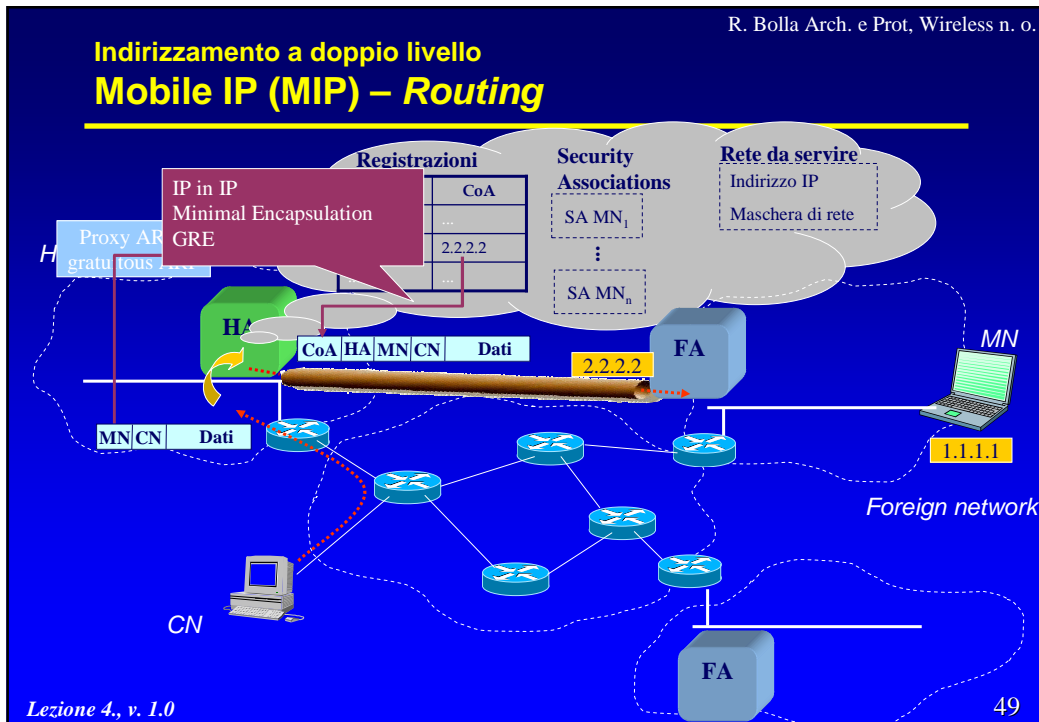 R. Bolla Arch. e Prot, Wireless n. o.
Indirizzamento a doppio livello
Mobile IP (MIP) – Routing
Registrazioni
CoA
...
2.2.2.2
...
Security
Associations
SA MN1
SA MNn
Rete da servire
Indirizzo IP
Maschera di rete
IP in IP
Minimal Encapsulation
GRE
Proxy AR
gratuitous ARP
H
HA
CoA HA MN CN Dati
2.2.2.2
FA
MN
MN CN Dati
1.1.1.1
Foreign network
CN
FA
Lezione 4., v. 1.0
49